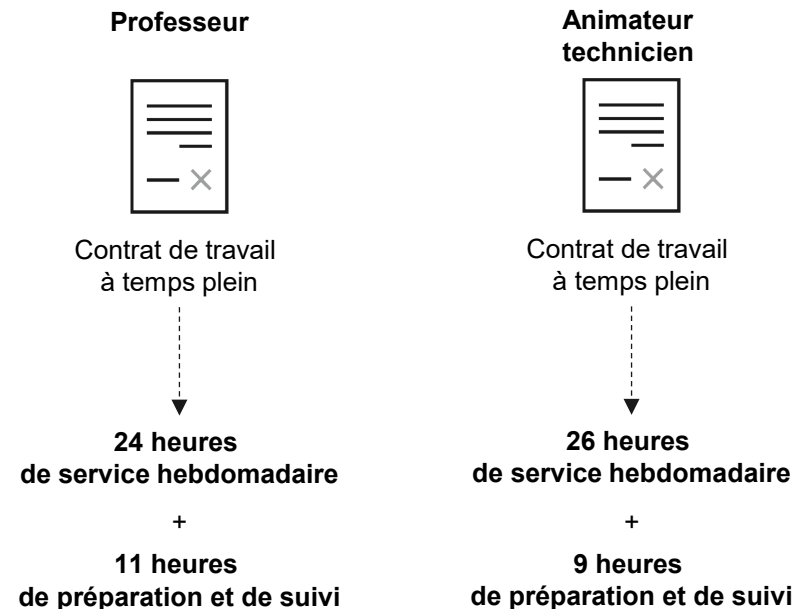 Professeur
Contrat de travail
à temps plein
24 heures
de service hebdomadaire
+
11 heures
de préparation et de suivi
Animateur
technicien
Contrat de travail
à temps plein
26 heures
de service hebdomadaire
+
9 heures
de préparation et de suivi